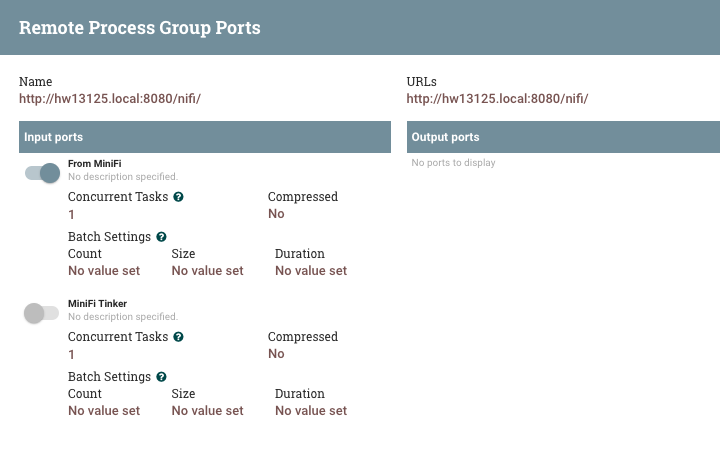 Remote Process Group Ports
Name
http://hw13125.local:8080/nifi/
URLs
http://hw13125.local:8080/nifi/
Input ports
From MiniFi
No description specified.
Concurrent Tasks
1
Compressed
No
Batch Settings
Count
No value set
Size
No value set
Duration
No value set
MiniFi Tinker
No description specified.
Concurrent Tasks
1
Compressed
No
Batch Settings
Count
No value set
Size
No value set
Duration
No value set
Output ports
No ports to display